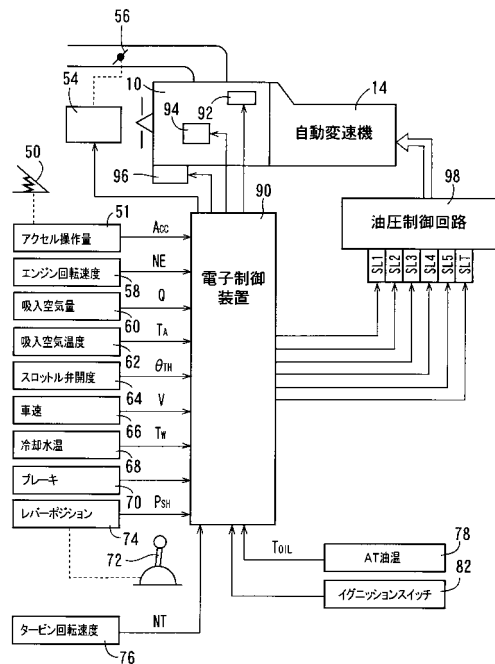 56
54
10
92
94
14
自動変速機
50
96
90
98
51
アクセル操作量
Acc
油圧制御回路
エンジン回転速度
NE
58
電子制御
装置
SL1
SL2
SL3
SL4
SL5
SLT
吸入空気量
Q
60
吸入空気温度
TA
62
スロットル弁開度
θTH
64
車速
V
66
冷却水温
Tw
68
ブレーキ
70
レバーポジション
PSH
74
72
TOIL
78
AT油温
82
イグニッションスイッチ
タービン回転速度
NT
76